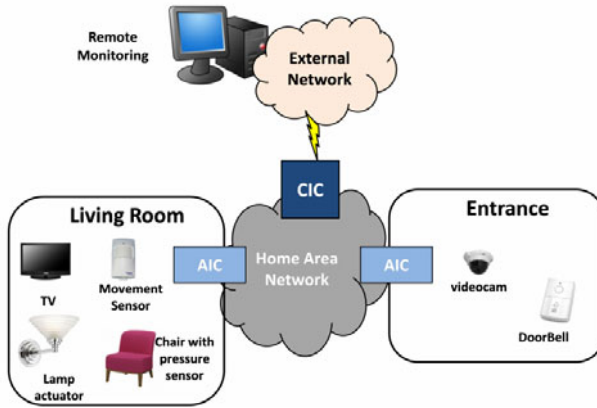 Remote
Monitoring
External
Network
CIC
Living Room
Entrance
AIC
Home Area
Network
AIC
TV
Movement
Sensor
videocam
DoorBell
Lamp
actuator
Chair with
pressure
sensor